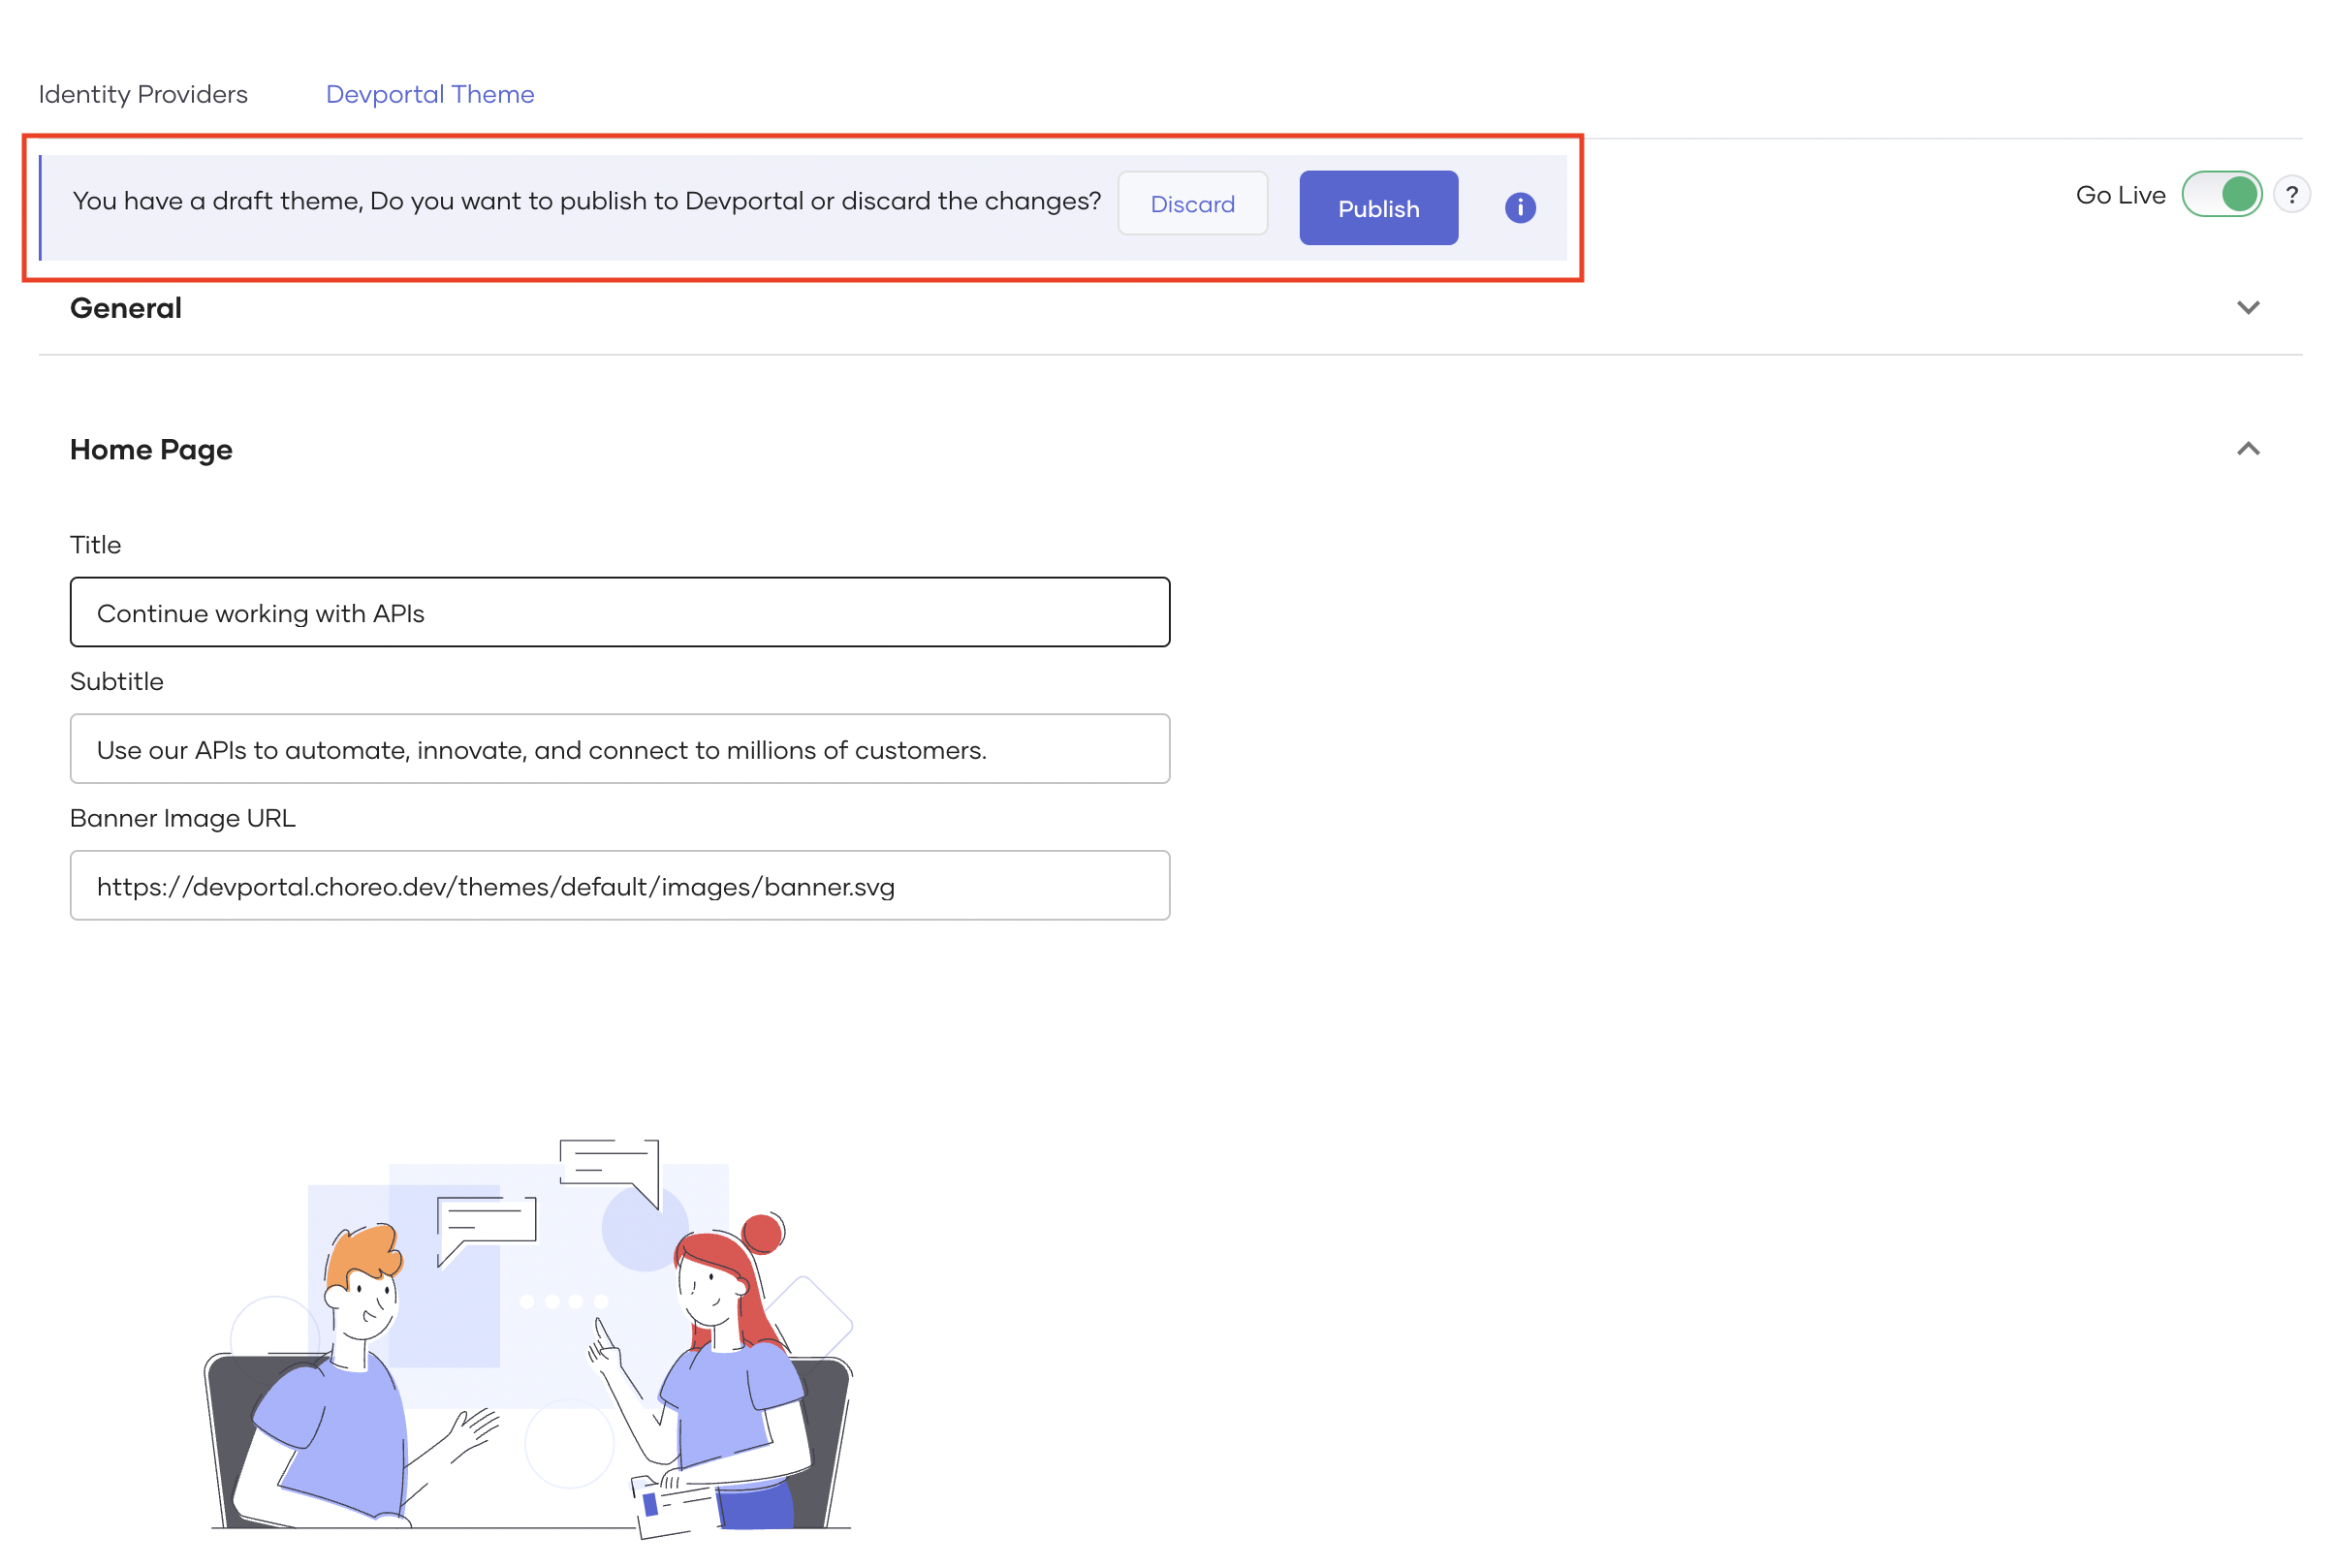 Identity Providers Devportal Theme
You have a draft theme, Do you want to publish to Devportal or discard the changes? Discard Publish i Go Live ?
General
Home Page
Title
Continue working with APIs
Subtitle
Use our APIs to automate, innovate, and connect to millions of customers.
Banner Image URL
https://devportal.choreo.dev/themes/default/images/banner.svg